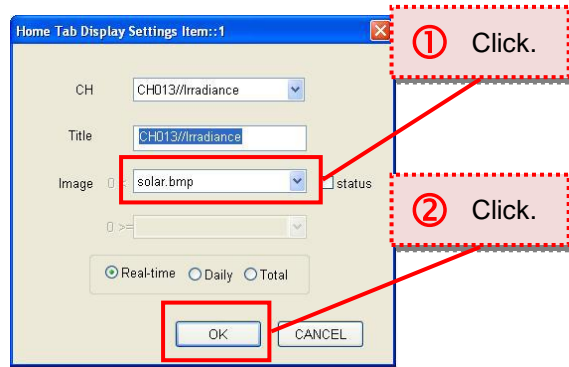 Home Tab Display Settings Item::1
① Click.
CH CH013//Irradiance
Title CH013//Irradiance
Image 0 < solar.bmp status
② Click.
0 >=
Real-time Daily Total
OK CANCEL